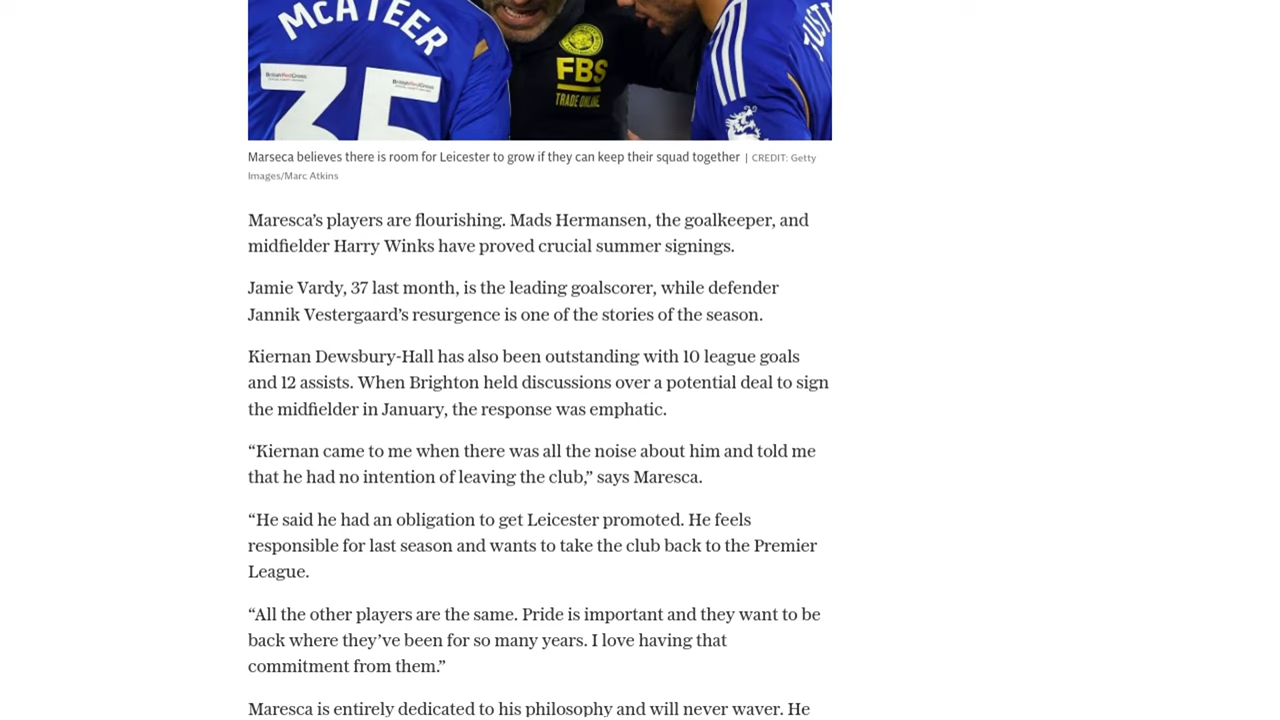 McATEER
35
BritishRedCross
BritishRedCross
FBS
TRADE ONLINE
JUST
Marseca believes there is room for Leicester to grow if they can keep their squad together | CREDIT: Getty
Images/Marc Atkins
Maresca’s players are flourishing. Mads Hermansen, the goalkeeper, and
midfielder Harry Winks have proved crucial summer signings.
Jamie Vardy, 37 last month, is the leading goalscorer, while defender
Jannik Vestergaard’s resurgence is one of the stories of the season.
Kiernan Dewsbury-Hall has also been outstanding with 10 league goals
and 12 assists. When Brighton held discussions over a potential deal to sign
the midfielder in January, the response was emphatic.
“Kiernan came to me when there was all the noise about him and told me
that he had no intention of leaving the club,” says Maresca.
“He said he had an obligation to get Leicester promoted. He feels
responsible for last season and wants to take the club back to the Premier
League.
“All the other players are the same. Pride is important and they want to be
back where they’ve been for so many years. I love having that
commitment from them.”
Maresca is entirely dedicated to his philosophy and will never waver. He